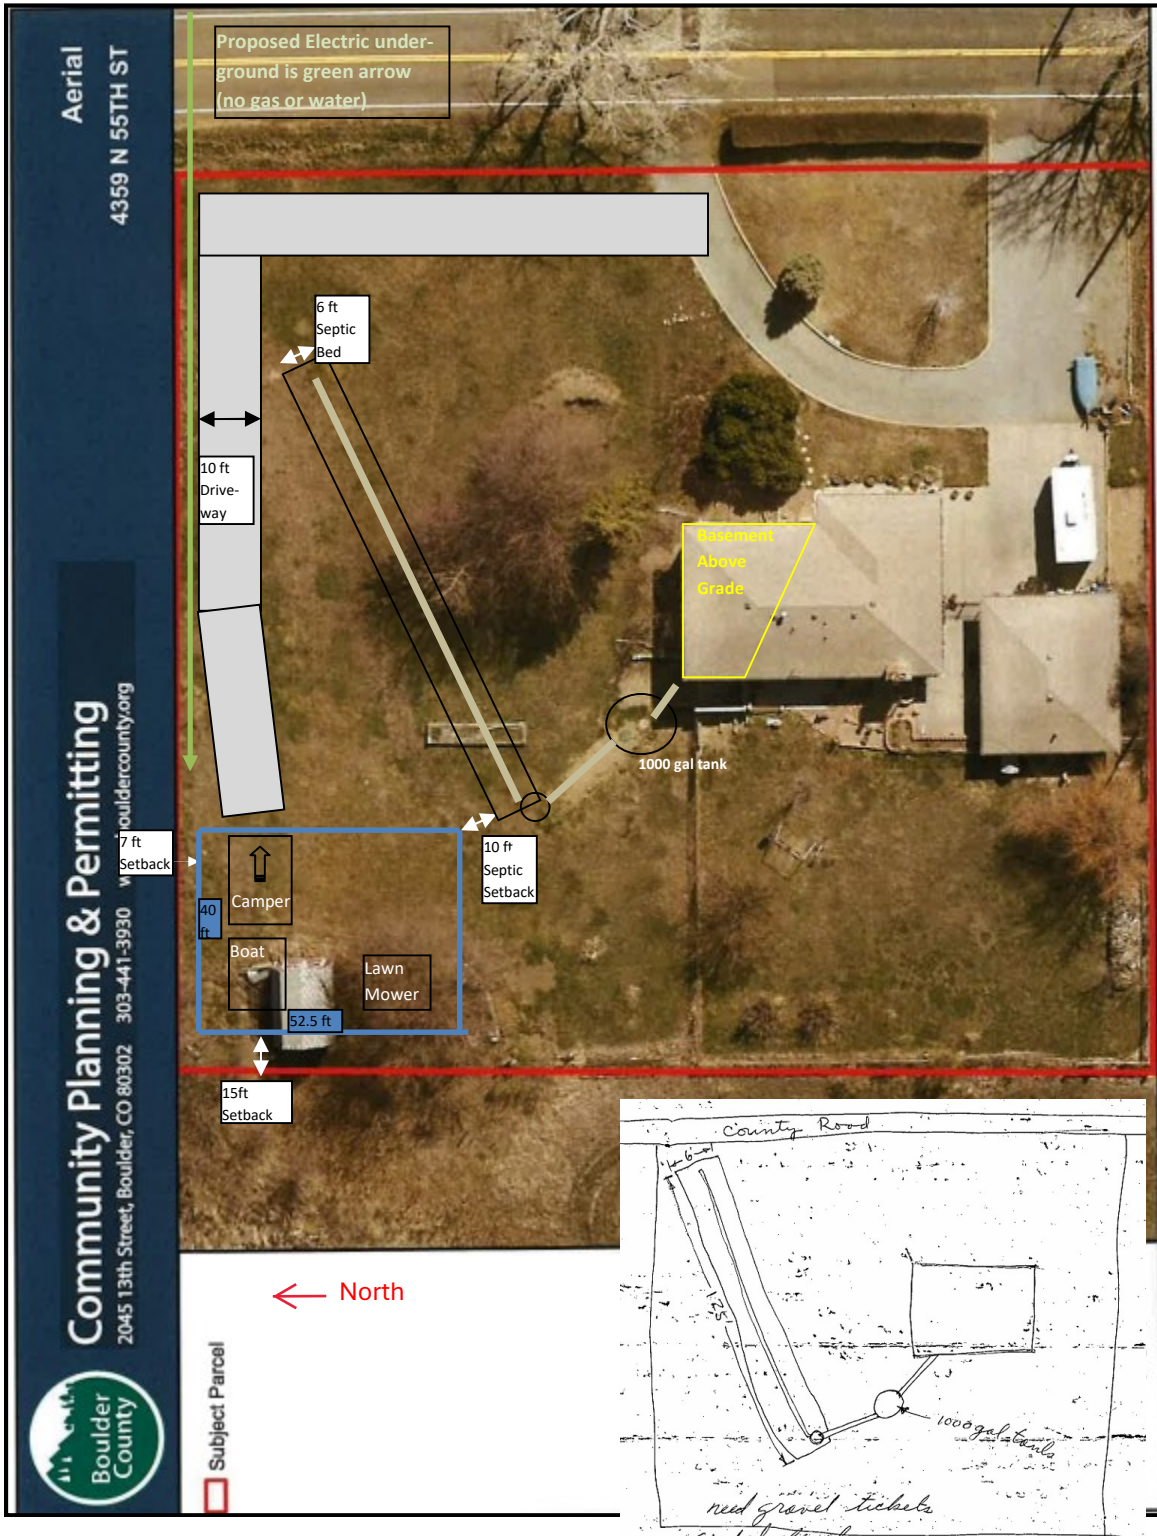 Aerial
4359 N 55TH ST
Community Planning & Permitting
2045 13th Street, Boulder, CO 80302 303-441-3930
bouldercounty.org
Boulder
County
Subject Parcel
Proposed Electric under-
ground is green arrow
(no gas or water)
6 ft
Septic
Bed
10 ft
Drive-
way
Basement
Above
Grade
1000 gal tank
7 ft
Setback
10 ft
Septic
Setback
Camper
40
ft
Boat
Lawn
Mower
52.5 ft
15ft
Setback
North
County Road
6'
125'
1000 gal
need gravel tickets